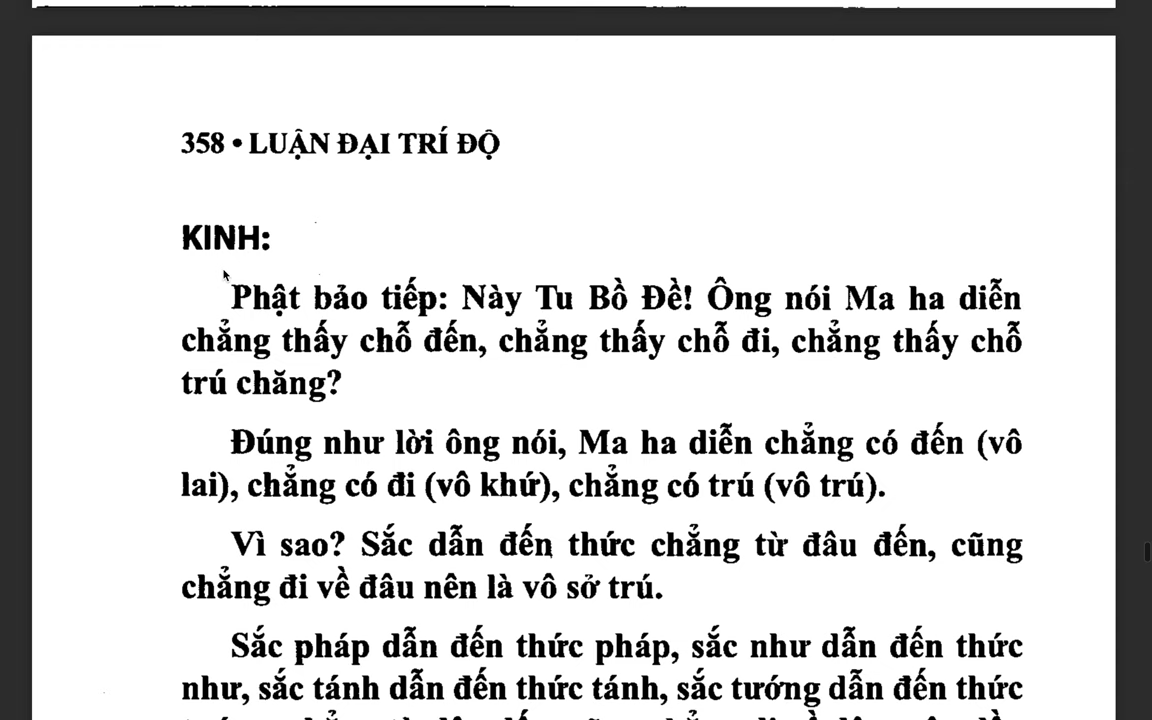 358 • LUẬN ĐẠI TRÍ ĐỘ
KINH:
Phật bảo tiếp: Này Tu Bồ Đề! Ông nói Ma ha diễn
chẳng thấy chỗ đến, chẳng thấy chỗ đi, chẳng thấy chỗ
trú chăng?
Đúng như lời ông nói, Ma ha diễn chẳng có đến (vô
lai), chẳng có đi (vô khứ), chẳng có trú (vô trú).
Vì sao? Sắc dẫn đến thức chẳng từ đâu đến, cũng
chẳng đi về đâu nên là vô sở trú.
Sắc pháp dẫn đến thức pháp, sắc như dẫn đến thức
như, sắc tánh dẫn đến thức tánh, sắc tướng dẫn đến thức